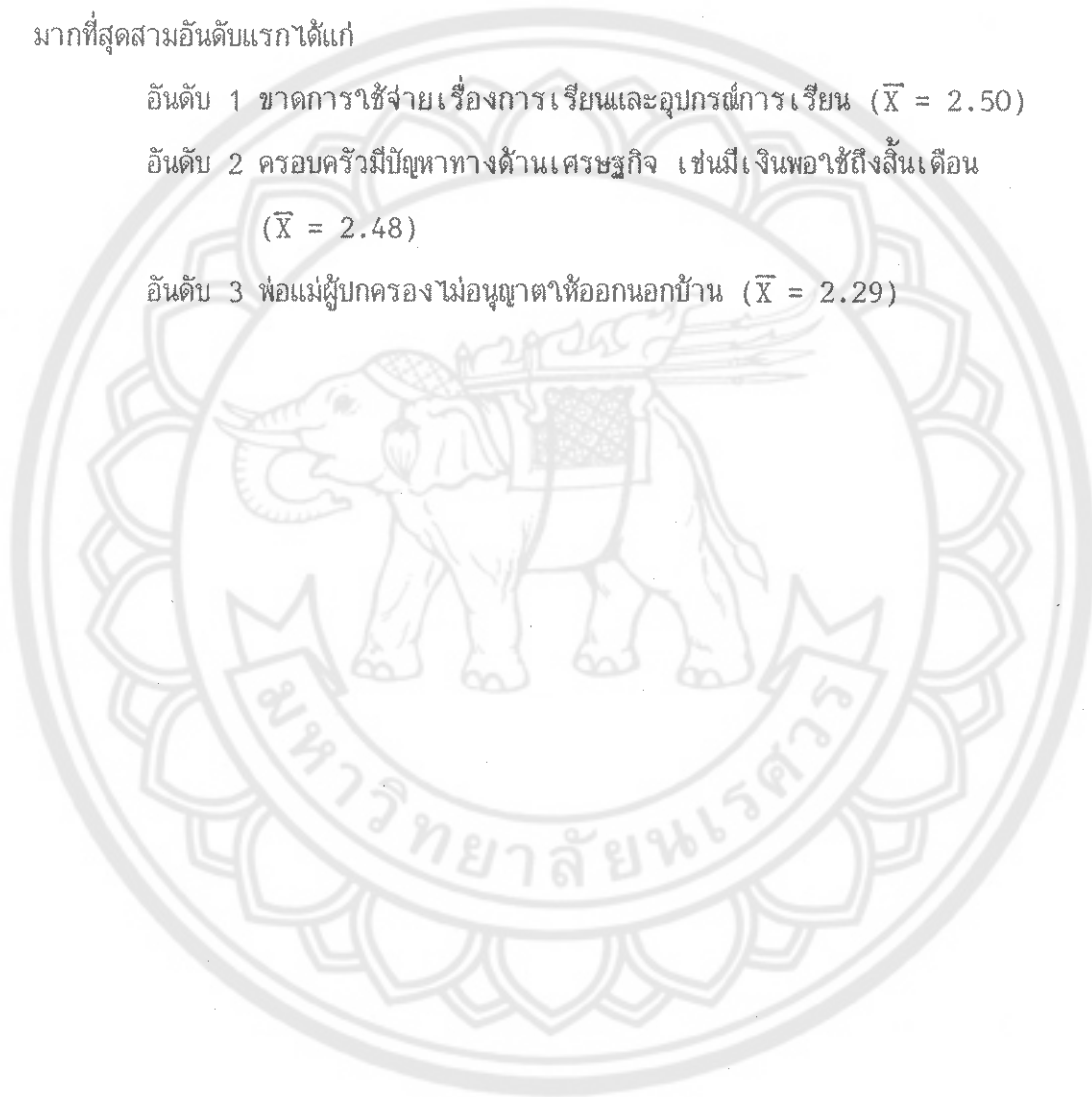 มากที่สุดสามอันดับแรกได้แก่
อันดับ 1 ขาดการใช้จ่ายเรื่องการเรียนและอุปกรณ์การเรียน (X̅ = 2.50)
อันดับ 2 ครอบครัวมีปัญหาทางด้านเศรษฐกิจ เช่นมีเงินพอใช้ถึงสิ้นเดือน
(X̅ = 2.48)
อันดับ 3 พ่อแม่ผู้ปกครองไม่อนุญาตให้ออกนอกบ้าน (X̅ = 2.29)
มหาวิทยาลัยนเรศวร